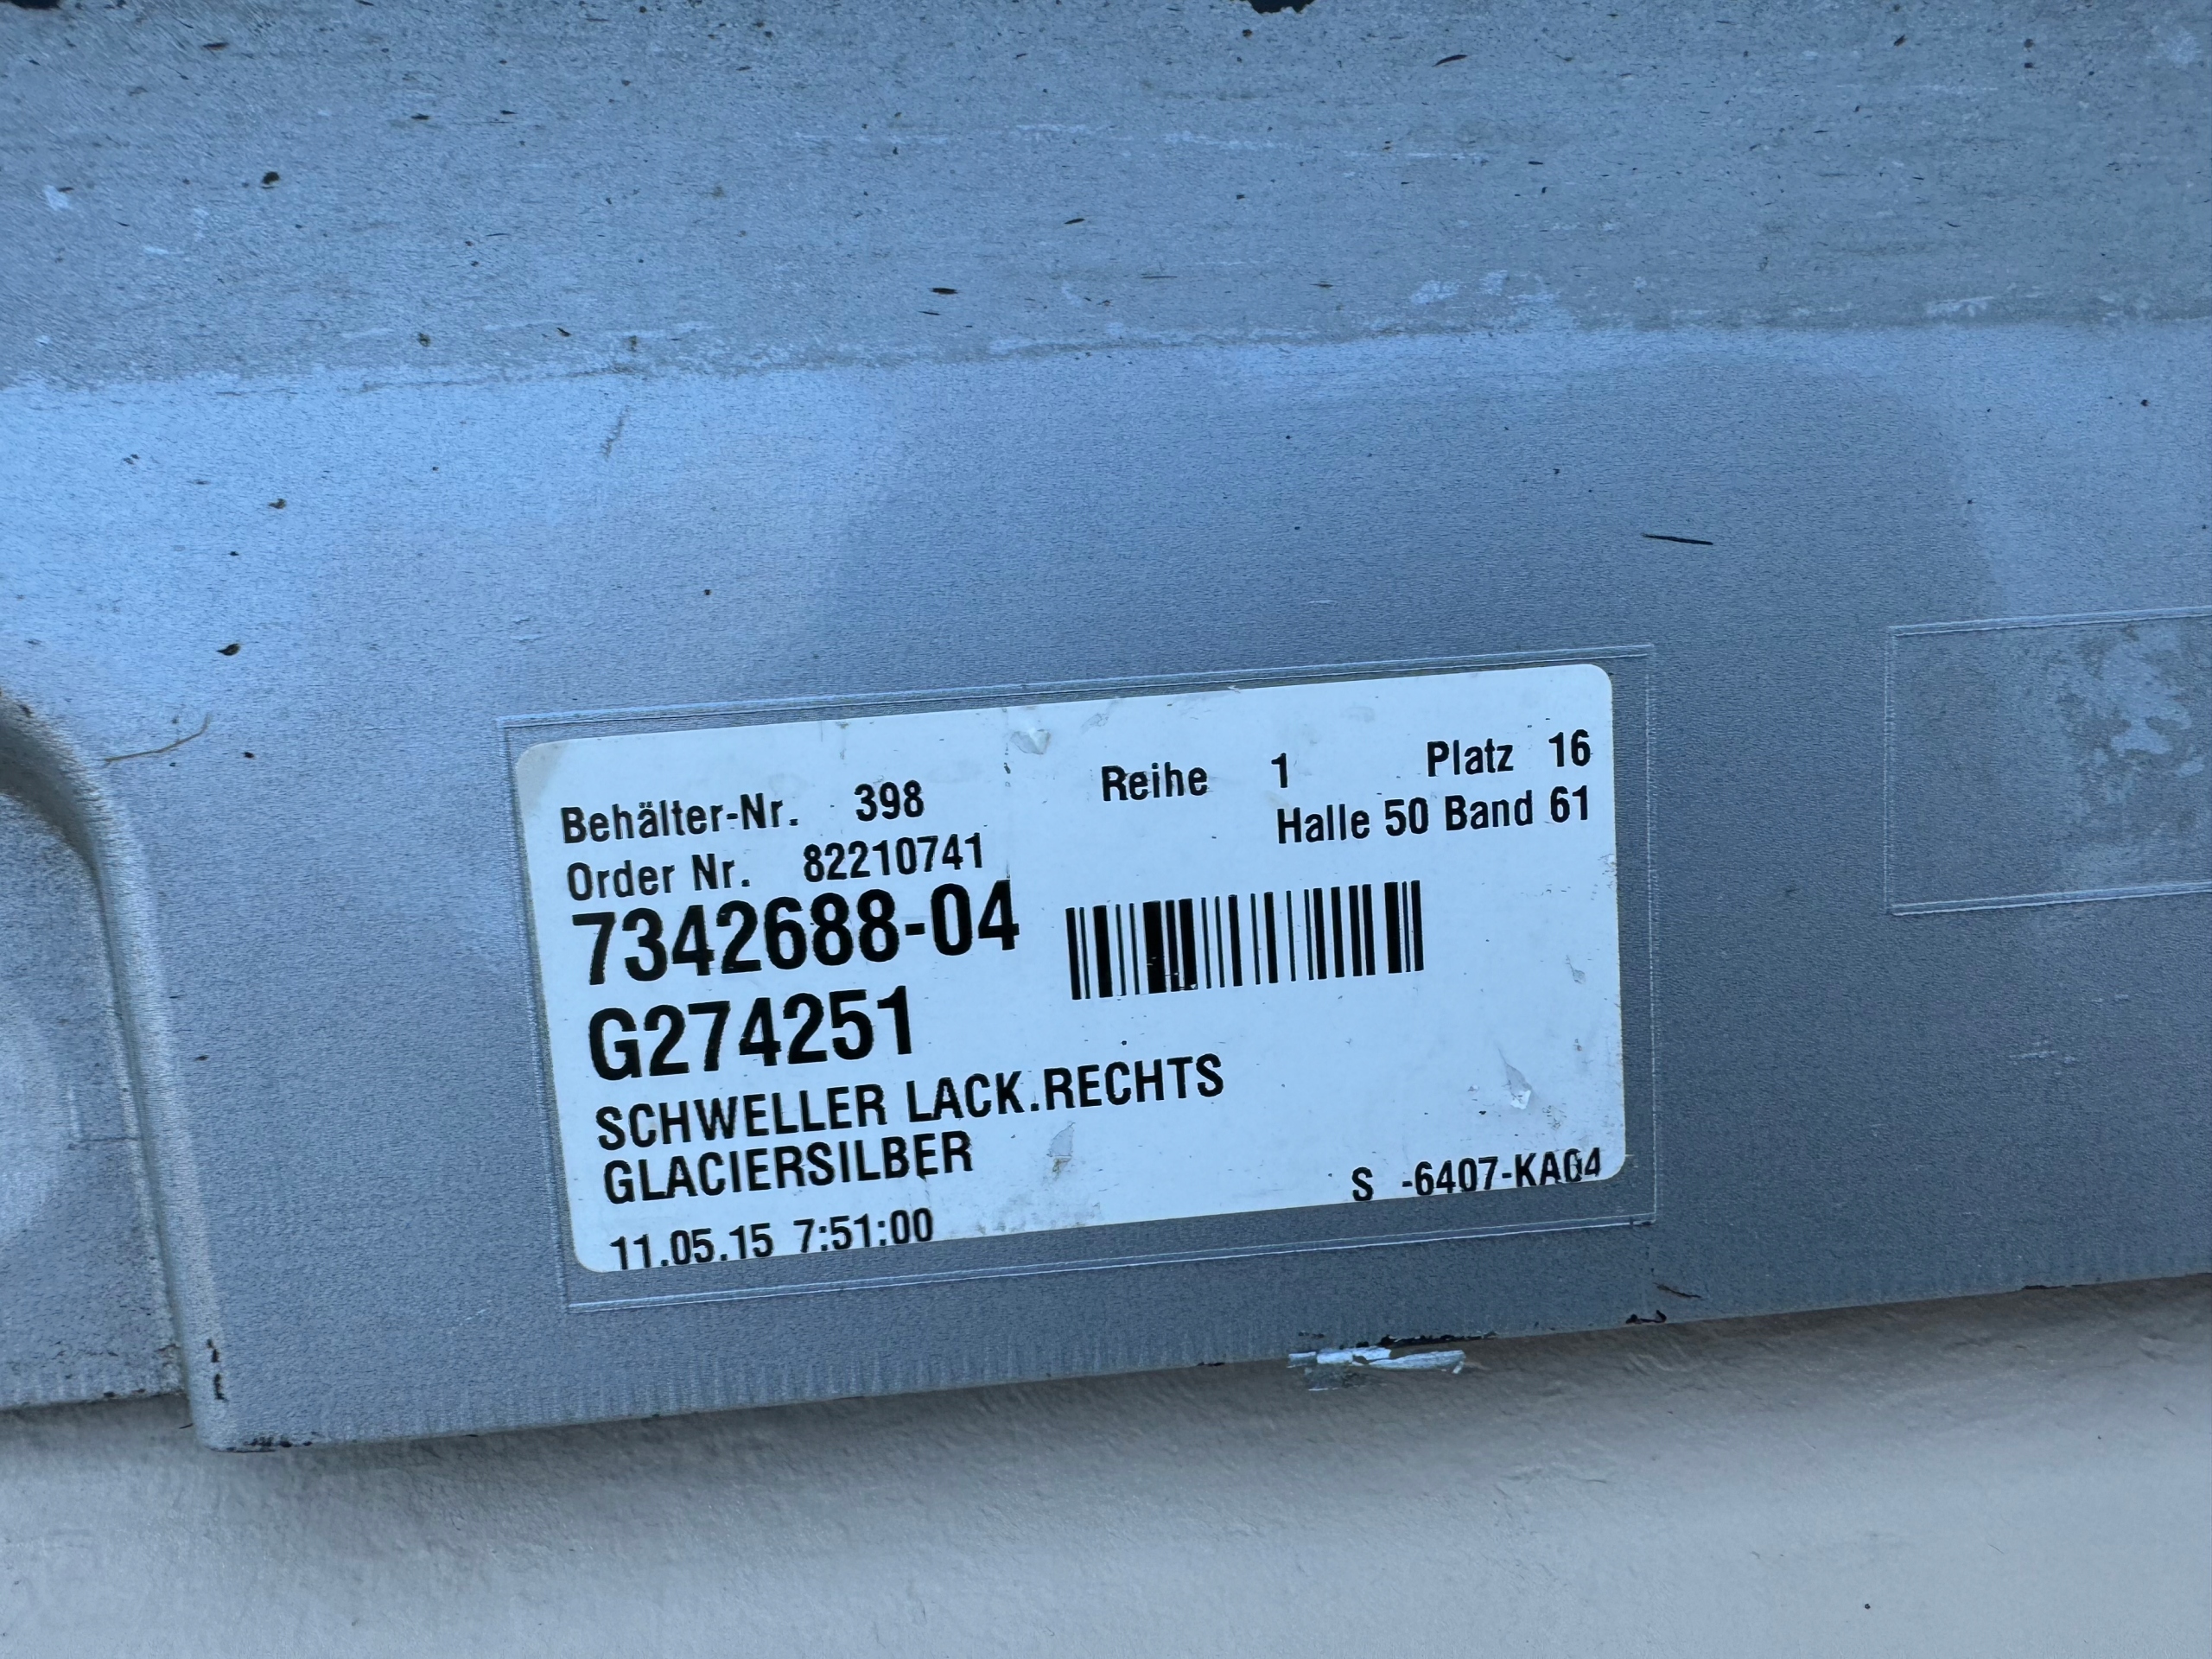 Behälter-Nr. 398 Reihe 1 Platz 16
Order Nr. 82210741 Halle 50 Band 61
7342688-04
G274251
SCHWELLER LACK.RECHTS
GLACIERSILBER
11.05.15 7:51:00 S -6407-KA04